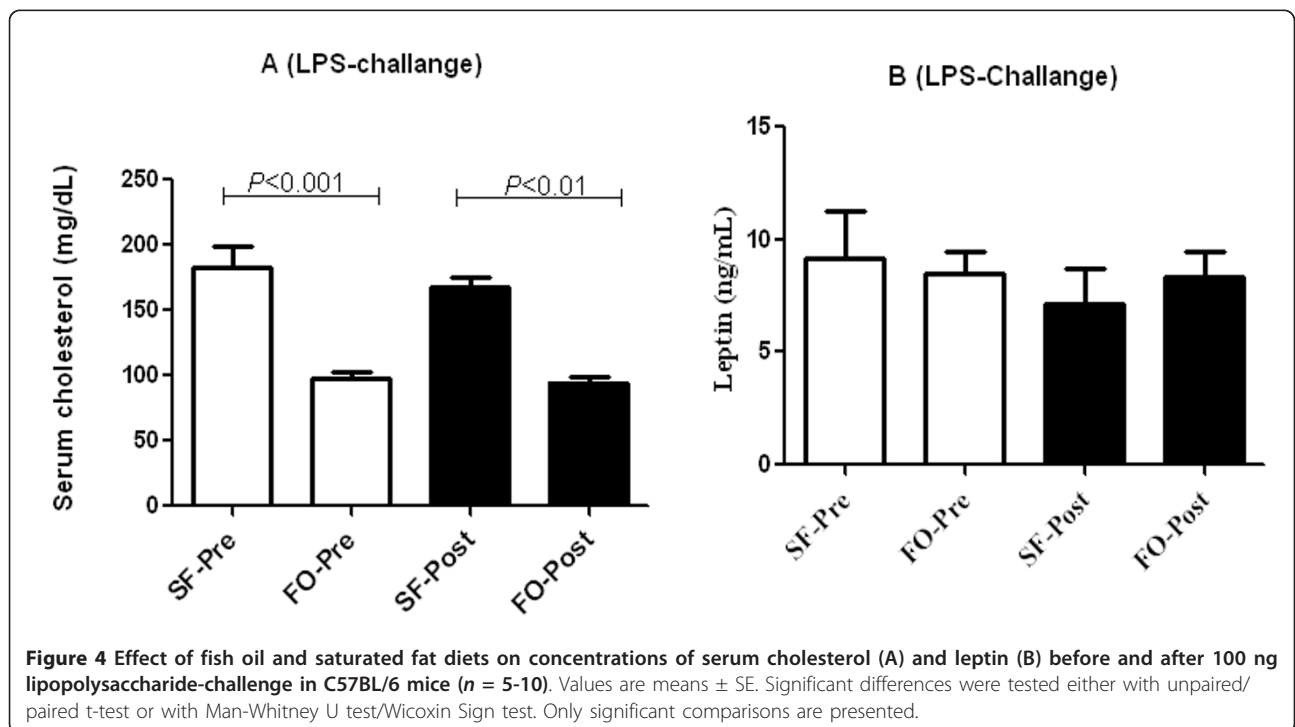 A (LPS-challange)
Serum cholesterol (mg/dL)
250
200
150
100
50
0
P<0.001
P<0.01
SF-Pre
FO-Pre
SF-Post
FO-Post
B (LPS-Challange)
Leptin (ng/mL)
15
10
5
0
SF-Pre
FO-Pre
SF-Post
FO-Post
Figure 4 Effect of fish oil and saturated fat diets on concentrations of serum cholesterol (A) and leptin (B) before and after 100 ng
lipopolysaccharide-challenge in C57BL/6 mice (n = 5-10). Values are means ± SE. Significant differences were tested either with unpaired/
paired t-test or with Man-Whitney U test/Wicoxin Sign test. Only significant comparisons are presented.